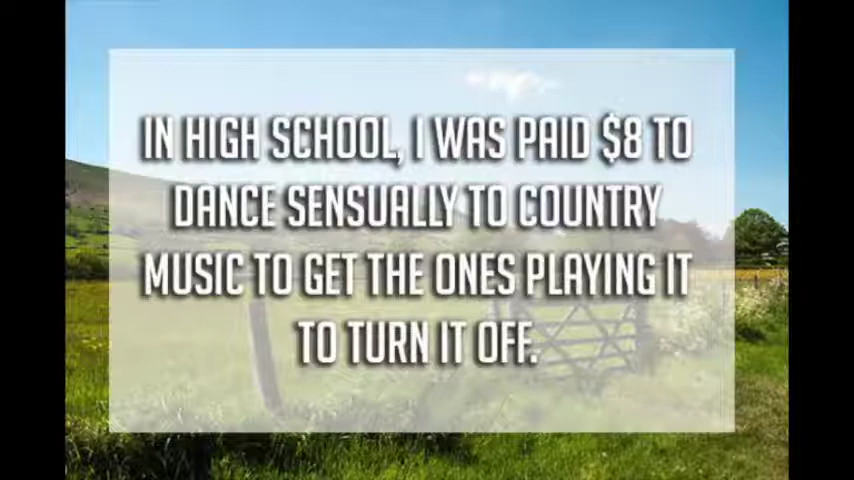 IN HIGH SCHOOL, I WAS PAID $8 TO
DANCE SENSUALLY TO COUNTRY
MUSIC TO GET THE ONES PLAYING IT
TO TURN IT OFF.